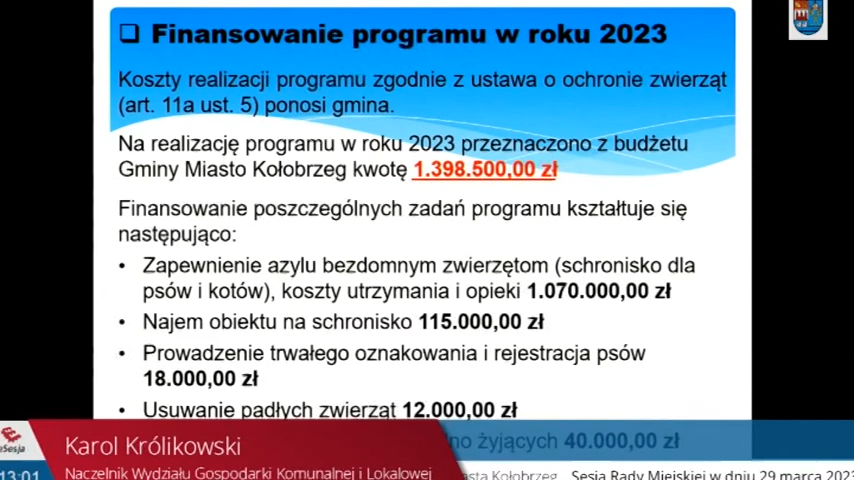 Finansowanie programu w roku 2023
Koszty realizacji programu zgodnie z ustawa o ochronie zwierząt
(art. 11a ust. 5) ponosi gmina.
Na realizację programu w roku 2023 przeznaczono z budżetu
Gminy Miasto Kołobrzeg kwotę 1.398.500,00 zł
Finansowanie poszczególnych zadań programu kształtuje się
następująco:
• Zapewnienie azylu bezdomnym zwierzętom (schronisko dla
psów i kotów), koszty utrzymania i opieki 1.070.000,00 zł
• Najem obiektu na schronisko 115.000,00 zł
• Prowadzenie trwałego oznakowania i rejestracja psów
18.000,00 zł
• Usuwanie padłych zwierząt 12.000,00 zł
żyjących 40.000,00 zł
eSesja
Karol Królikowski
13:01
Naczelnik Wydziału Gospodarki Komunalnej i Lokalowej
Kołobrzeg
Sesja Rady Miejskiej w dniu 29 marca 2023